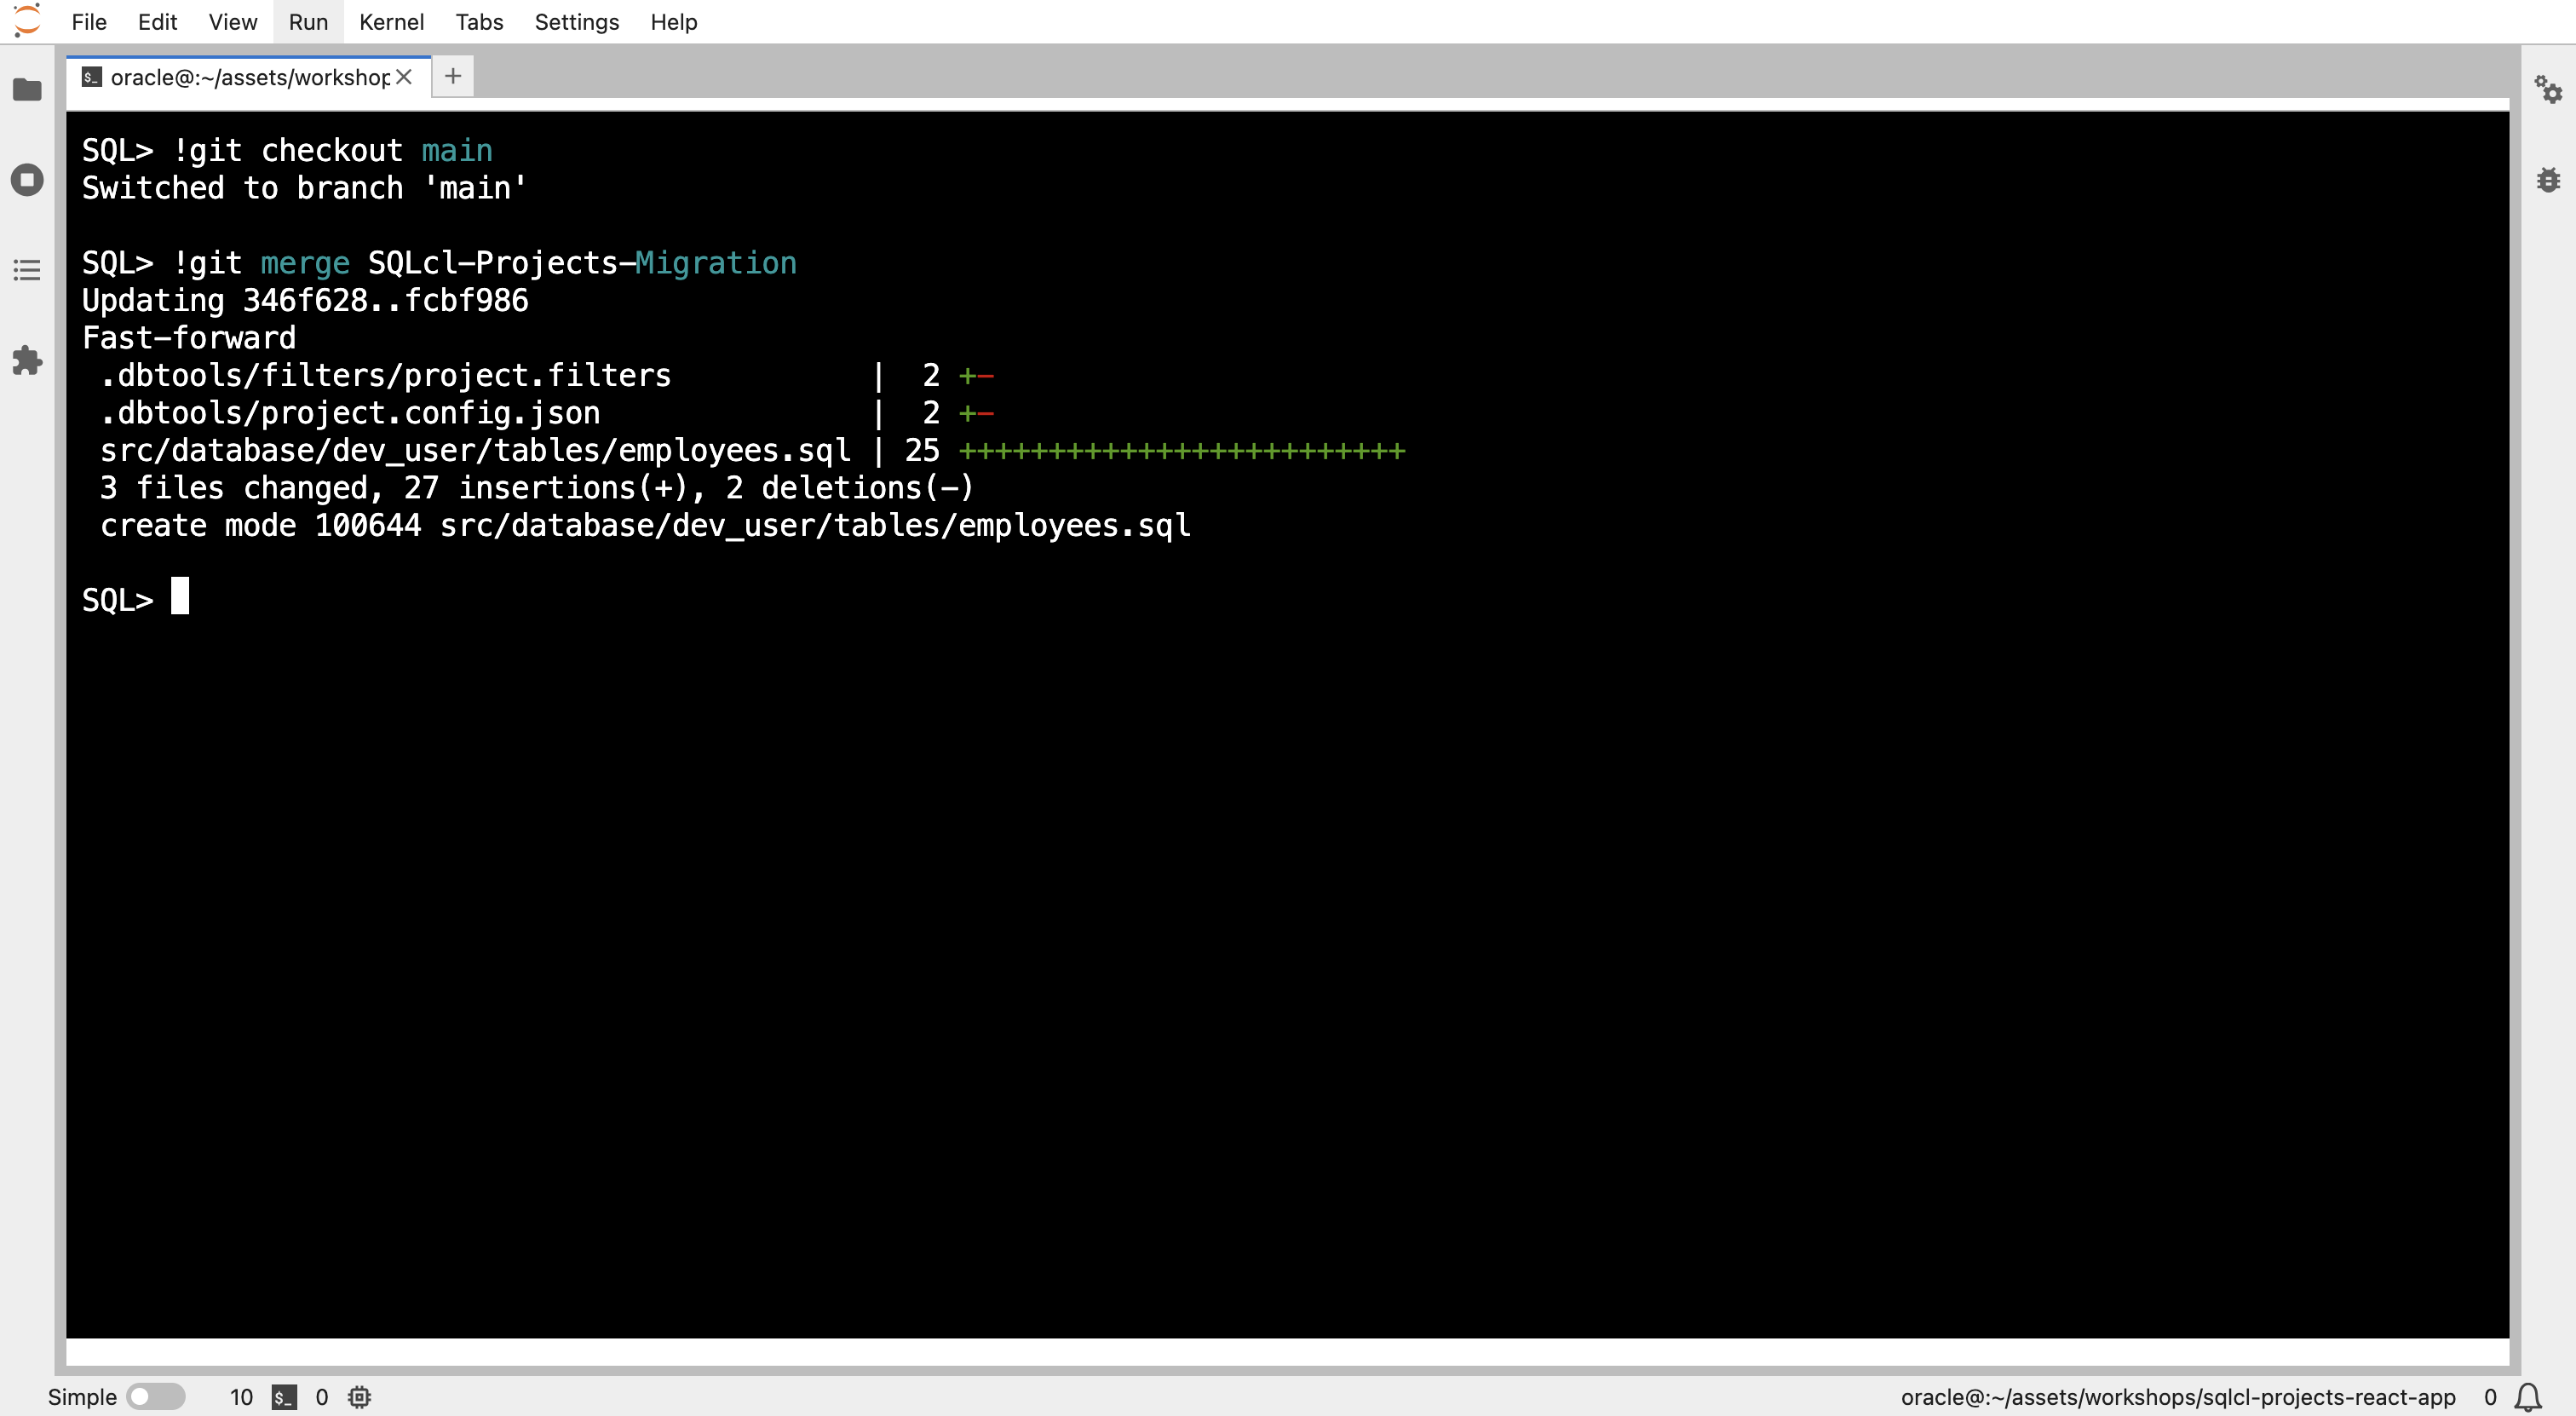 File Edit View Run Kernel Tabs Settings Help
oracle@:~/assets/workshop
SQL> !git checkout main
Switched to branch 'main'
SQL> !git merge SQLcl-Projects-Migration
Updating 346f628..fcbf986
Fast-forward
.dbtools/filters/project.filters | 2 +-
.dbtools/project.config.json | 2 +-
src/database/dev_user/tables/employees.sql | 25 +++++++++++++++++++++++++
3 files changed, 27 insertions(+), 2 deletions(-)
create mode 100644 src/database/dev_user/tables/employees.sql
SQL>
Simple 10 $_ 0 oracle@:~/assets/workshops/sqlcl-projects-react-app 0